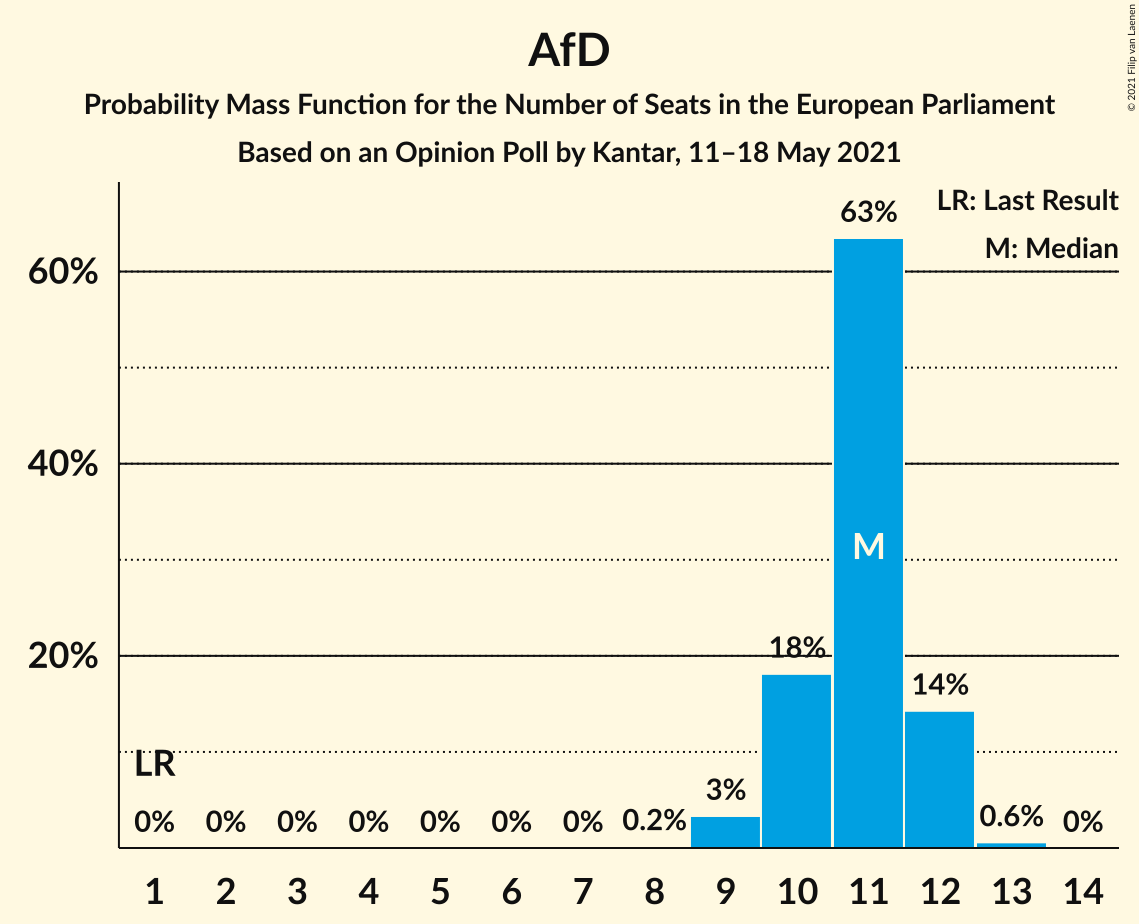 © 2021 Filip van Laenen
AfD
Probability Mass Function for the Number of Seats in the European Parliament
Based on an Opinion Poll by Kantar, 11–18 May 2021
LR: Last Result
M: Median
60%
40%
20%
63%
M
18%
14%
LR
3%
0% 0% 0% 0% 0% 0% 0% 0.2% 0.6% 0%
1 2 3 4 5 6 7 8 9 10 11 12 13 14